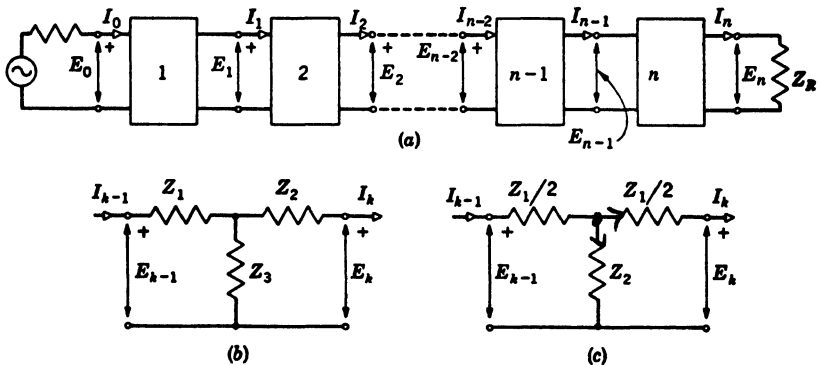 I₀ I₁ I₂ Iₙ₋₂ Iₙ₋₁ Iₙ
+ + + + +
E₀ 1 E₁ 2 E₂ Eₙ₋₂ n-1 n Eₙ Z_R
Eₙ₋₁
(a)
Iₖ₋₁ Z₁ Z₂ Iₖ
+ +
Eₖ₋₁ Z₃ Eₖ
(b)
Iₖ₋₁ Z₁/2 Z₁/2 Iₖ
+ +
Eₖ₋₁ Z₂ Eₖ
(c)